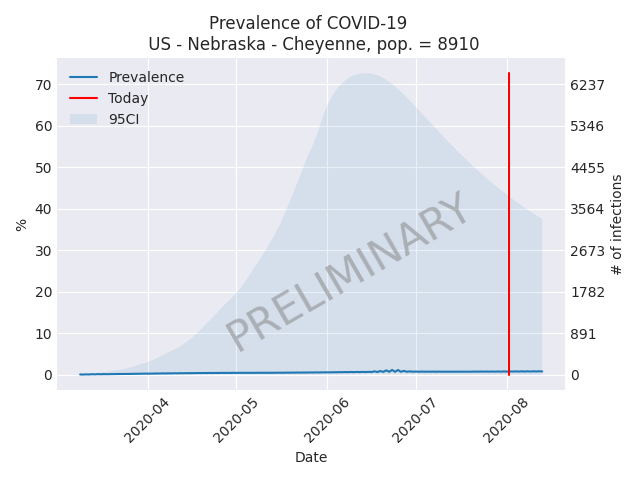 Prevalence of COVID-19
US - Nebraska - Cheyenne, pop. = 8910
Prevalence
Today
95CI
70
60
50
40
30
20
10
0
%
6237
5346
4455
3564
2673
1782
891
0
# of infections
PRELIMINARY
2020-04
2020-05
2020-06
2020-07
2020-08
Date